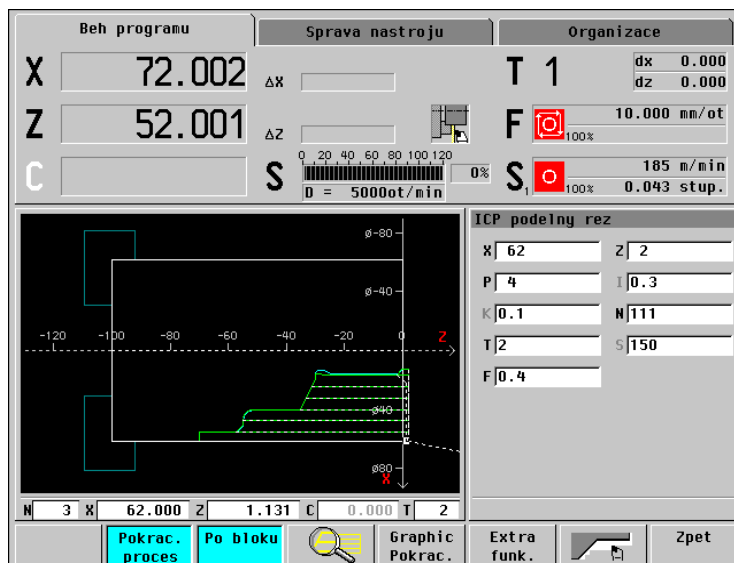 Beh programu Sprava nastroju Organizace
X 72.002 ΔX T 1 dx 0.000
dz 0.000
Z 52.001 ΔZ F 100% 10.000 mm/ot
C S 0 20 40 60 80 100 120 0% S1 100% 185 m/min
D = 5000ot/min 0.043 stup.
ICP podelny rez
X 62 Z 2
P 4 I 0.3
K 0.1 N 111
T 2 S 150
F 0.4
ø-80
ø-40
-120 -100 -80 -60 -40 -20 0 Z
ø40
ø80
X
N 3 X 62.000 Z 1.131 C 0.000 T 2
Pokrac. proces
Po bloku
Graphic Pokrac.
Extra funk.
Zpet